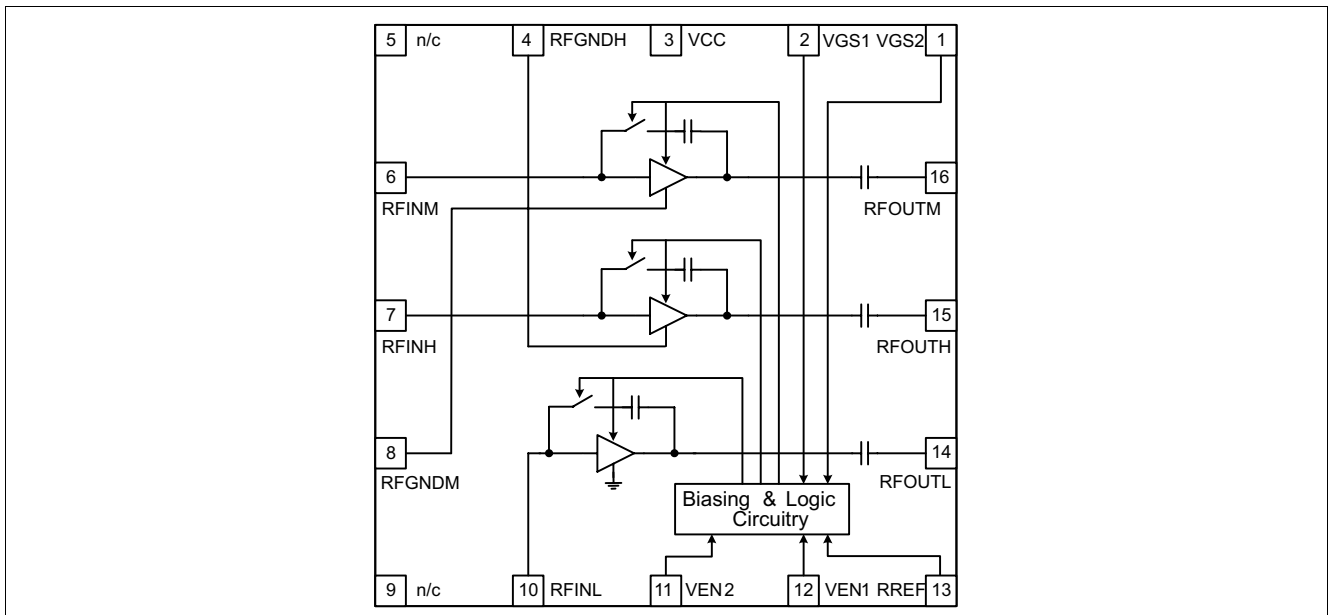 5 n/c 4 RFGNDH 3 VCC 2 VGS1 VGS2 1
6 16
RFINM RFOUTM
7 15
RFINH RFOUTH
8 14
RFGNDM RFOUTL
Biasing & Logic
Circuitry
9 n/c 10 RFINL 11 VEN2 12 VEN1 RREF 13